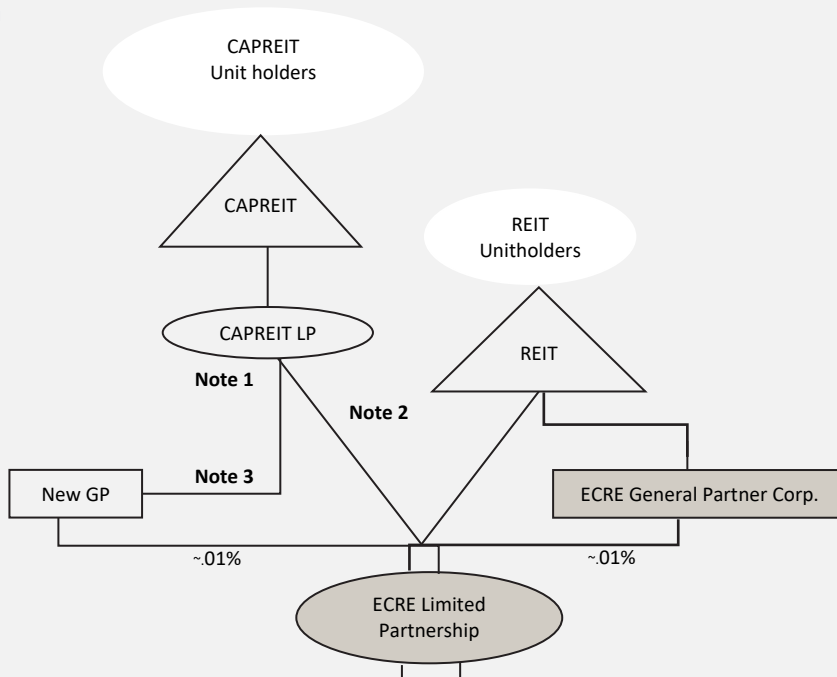 CAPREIT
Unit holders
CAPREIT
REIT
Unitholders
CAPREIT LP
REIT
Note 1
Note 2
New GP
Note 3
ECRE General Partner Corp.
~.01%
~.01%
ECRE Limited
Partnership